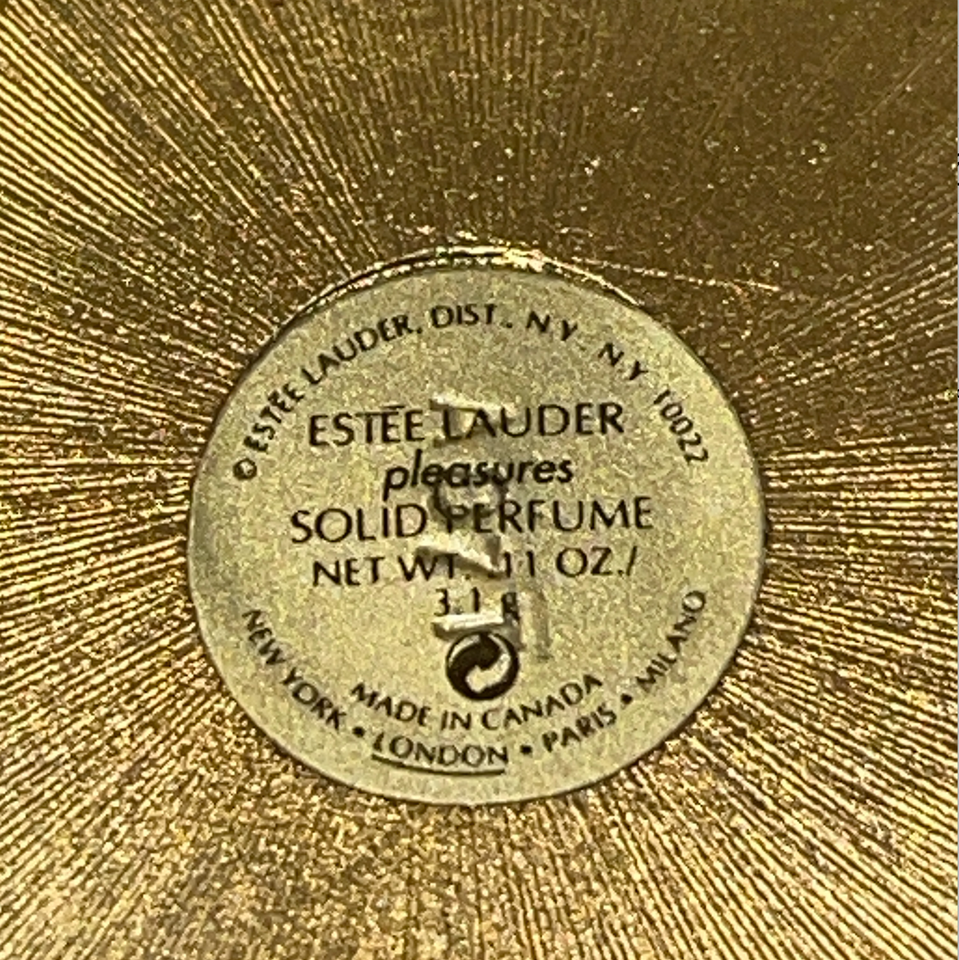 © ESTĒE LAUDER, DIST., N.Y., N.Y. 10022
ESTĒE LAUDER
pleasures
SOLID PERFUME
NET WT. .11 OZ./
3.1 g
MADE IN CANADA
NEW YORK • LONDON • PARIS • MILANO